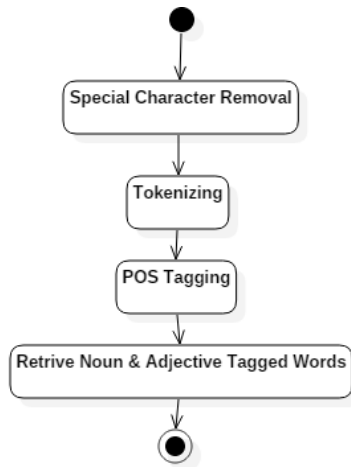 Special Character Removal
Tokenizing
POS Tagging
Retrive Noun & Adjective Tagged Words